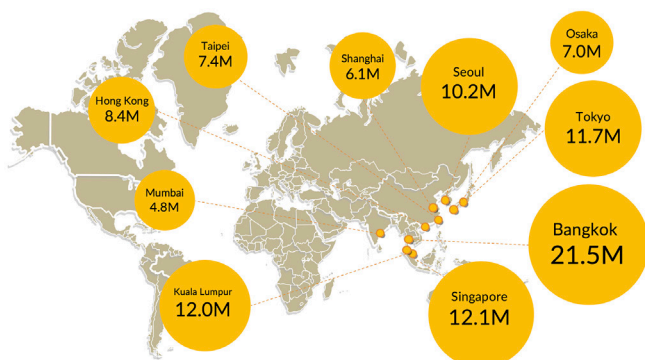 Taipei
7.4M
Shanghai
6.1M
Seoul
10.2M
Osaka
7.0M
Hong Kong
8.4M
Tokyo
11.7M
Mumbai
4.8M
Bangkok
21.5M
Kuala Lumpur
12.0M
Singapore
12.1M